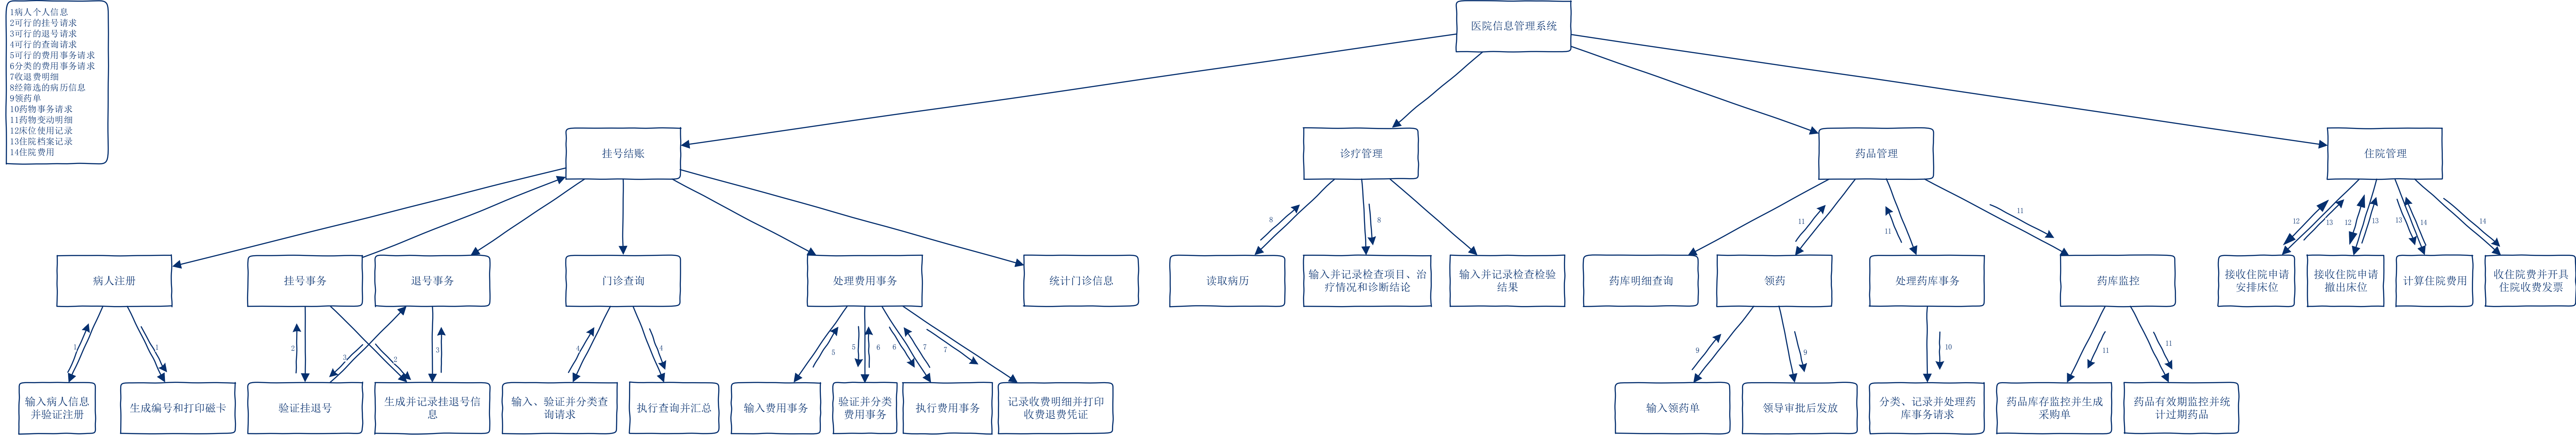 1病人个人信息
2可行的挂号请求
3可行的退号请求
4可行的查询请求
5可行的费用事务请求
6分类的费用事务请求
7收退费明细
8经筛选的病历信息
9领药单
10药物事务请求
11药物变动明细
12床位使用记录
13住院档案记录
14住院费用
医院信息管理系统
挂号结账
诊疗管理
药品管理
住院管理
8
8
11
11
11
12
13
12
13
13
14
14
病人注册
挂号事务
退号事务
门诊查询
处理费用事务
统计门诊信息
读取病历
输入并记录检查项目、治
疗情况和诊断结论
输入并记录检查检验
结果
药库明细查询
领药
处理药库事务
药库监控
接收住院申请
安排床位
接收住院申请
撤出床位
计算住院费用
收住院费并开具
住院收费发票
1
1
2
3
2
3
4
4
5
5
6
6
7
7
9
9
10
11
11
输入病人信息
并验证注册
生成编号和打印磁卡
验证挂退号
生成并记录挂退号信
息
输入、验证并分类查
询请求
执行查询并汇总
输入费用事务
验证并分类
费用事务
执行费用事务
记录收费明细并打印
收费退费凭证
输入领药单
领导审批后发放
分类、记录并处理药
库事务请求
药品库存监控并生成
采购单
药品有效期监控并统
计过期药品